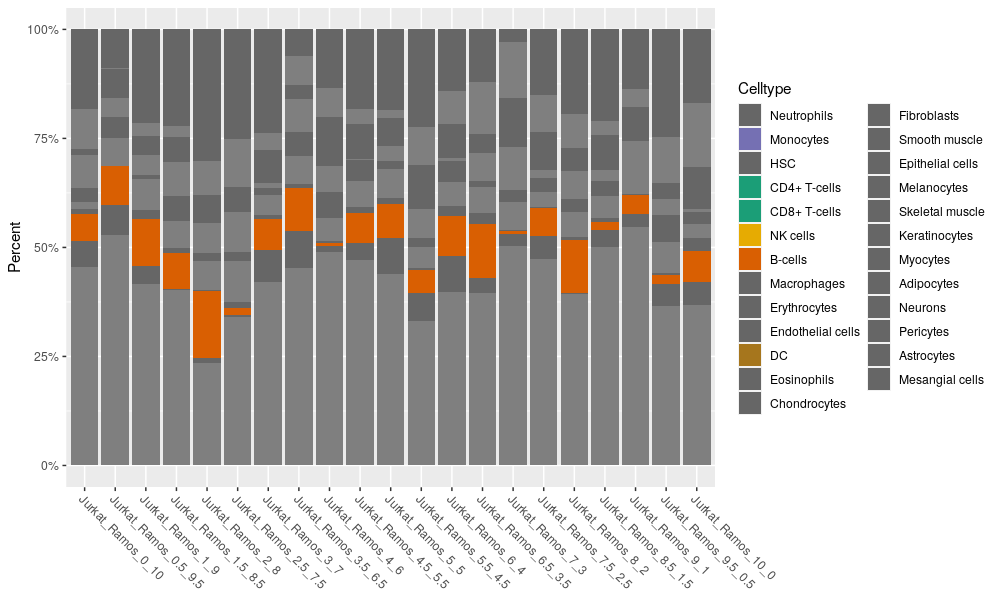 100%
75%
50%
25%
0%
Percent
Jurkat_Ramos_0_10
Jurkat_Ramos_0.5_9.5
Jurkat_Ramos_1_9
Jurkat_Ramos_1.5_8.5
Jurkat_Ramos_2_8
Jurkat_Ramos_2.5_7.5
Jurkat_Ramos_3_7
Jurkat_Ramos_3.5_6.5
Jurkat_Ramos_4_6
Jurkat_Ramos_4.5_5.5
Jurkat_Ramos_5_5
Jurkat_Ramos_5.5_4.5
Jurkat_Ramos_6_4
Jurkat_Ramos_6.5_3.5
Jurkat_Ramos_7_3
Jurkat_Ramos_7.5_2.5
Jurkat_Ramos_8_2
Jurkat_Ramos_8.5_1.5
Jurkat_Ramos_9_1
Jurkat_Ramos_9.5_0.5
Jurkat_Ramos_10_0
Celltype
Neutrophils
Monocytes
HSC
CD4+ T-cells
CD8+ T-cells
NK cells
B-cells
Macrophages
Erythrocytes
Endothelial cells
DC
Eosinophils
Chondrocytes
Fibroblasts
Smooth muscle
Epithelial cells
Melanocytes
Skeletal muscle
Keratinocytes
Myocytes
Adipocytes
Neurons
Pericytes
Astrocytes
Mesangial cells